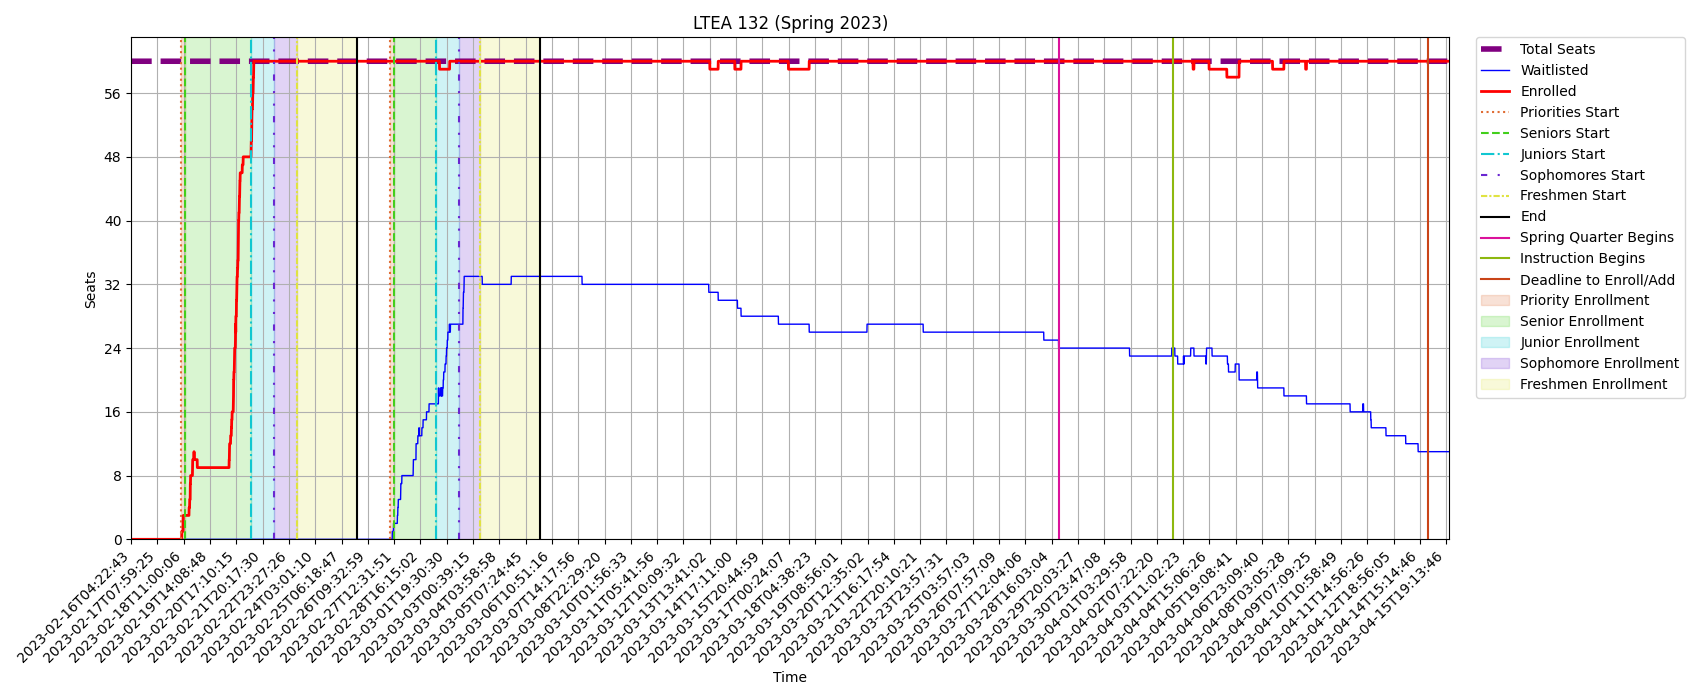 LTEA 132 (Spring 2023)
Seats
56
48
40
32
24
16
8
0
2023-02-16T04:22:43
2023-02-17T07:59:25
2023-02-18T11:00:06
2023-02-19T14:08:48
2023-02-20T17:10:15
2023-02-21T20:17:30
2023-02-22T23:27:26
2023-02-24T03:01:10
2023-02-25T06:18:47
2023-02-26T09:32:59
2023-02-27T12:31:51
2023-02-28T16:15:02
2023-03-01T19:30:30
2023-03-03T00:39:15
2023-03-04T03:58:58
2023-03-05T07:24:45
2023-03-06T10:51:16
2023-03-07T14:17:56
2023-03-08T22:29:20
2023-03-10T01:56:33
2023-03-11T05:41:56
2023-03-12T10:09:32
2023-03-13T13:41:02
2023-03-14T17:11:00
2023-03-15T20:44:59
2023-03-17T00:24:07
2023-03-18T04:38:23
2023-03-19T08:56:01
2023-03-20T12:35:02
2023-03-21T16:17:54
2023-03-22T20:10:21
2023-03-23T23:57:31
2023-03-25T03:57:03
2023-03-26T07:57:09
2023-03-27T12:04:06
2023-03-28T16:03:04
2023-03-29T20:03:27
2023-03-30T23:47:08
2023-04-01T03:29:58
2023-04-02T07:22:20
2023-04-03T11:02:23
2023-04-04T15:06:26
2023-04-05T19:08:41
2023-04-06T23:09:40
2023-04-08T03:05:28
2023-04-09T07:09:25
2023-04-10T10:58:49
2023-04-11T14:56:26
2023-04-12T18:56:05
2023-04-14T15:14:46
2023-04-15T19:13:46
Time
Total Seats
Waitlisted
Enrolled
Priorities Start
Seniors Start
Juniors Start
Sophomores Start
Freshmen Start
End
Spring Quarter Begins
Instruction Begins
Deadline to Enroll/Add
Priority Enrollment
Senior Enrollment
Junior Enrollment
Sophomore Enrollment
Freshmen Enrollment